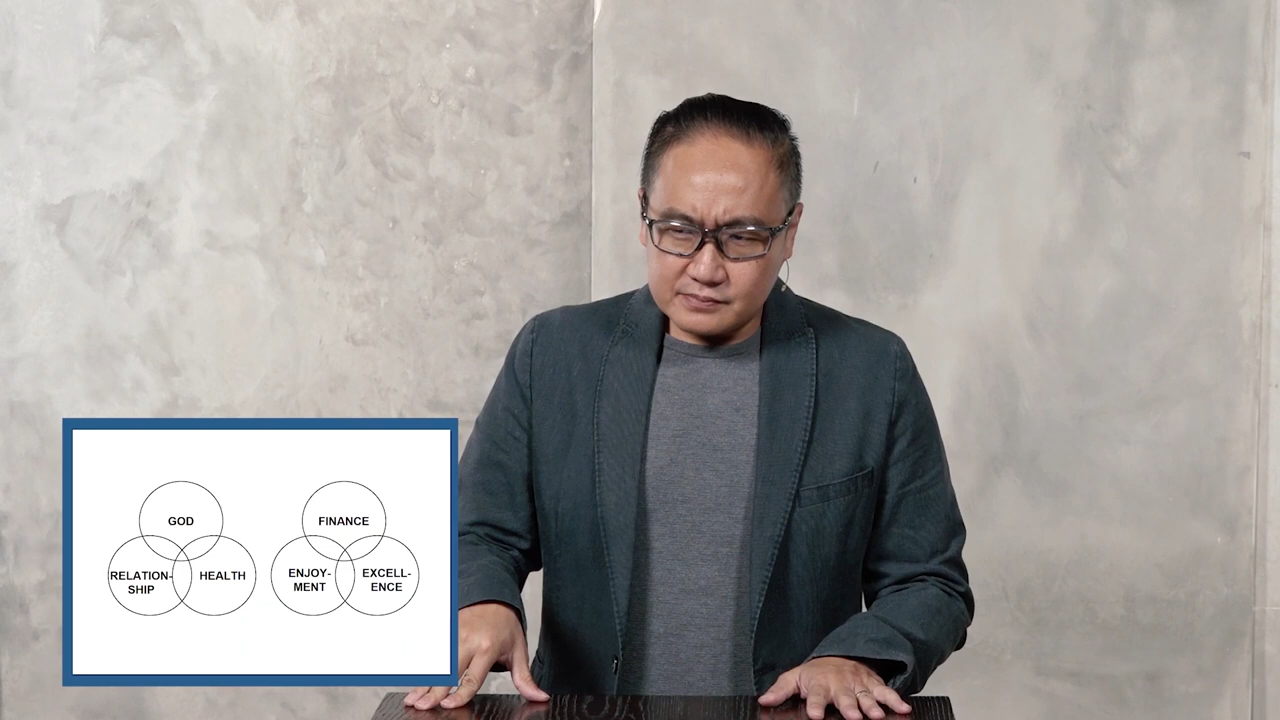 GOD
RELATION-
SHIP
HEALTH
FINANCE
ENJOY-
MENT
EXCELL-
ENCE